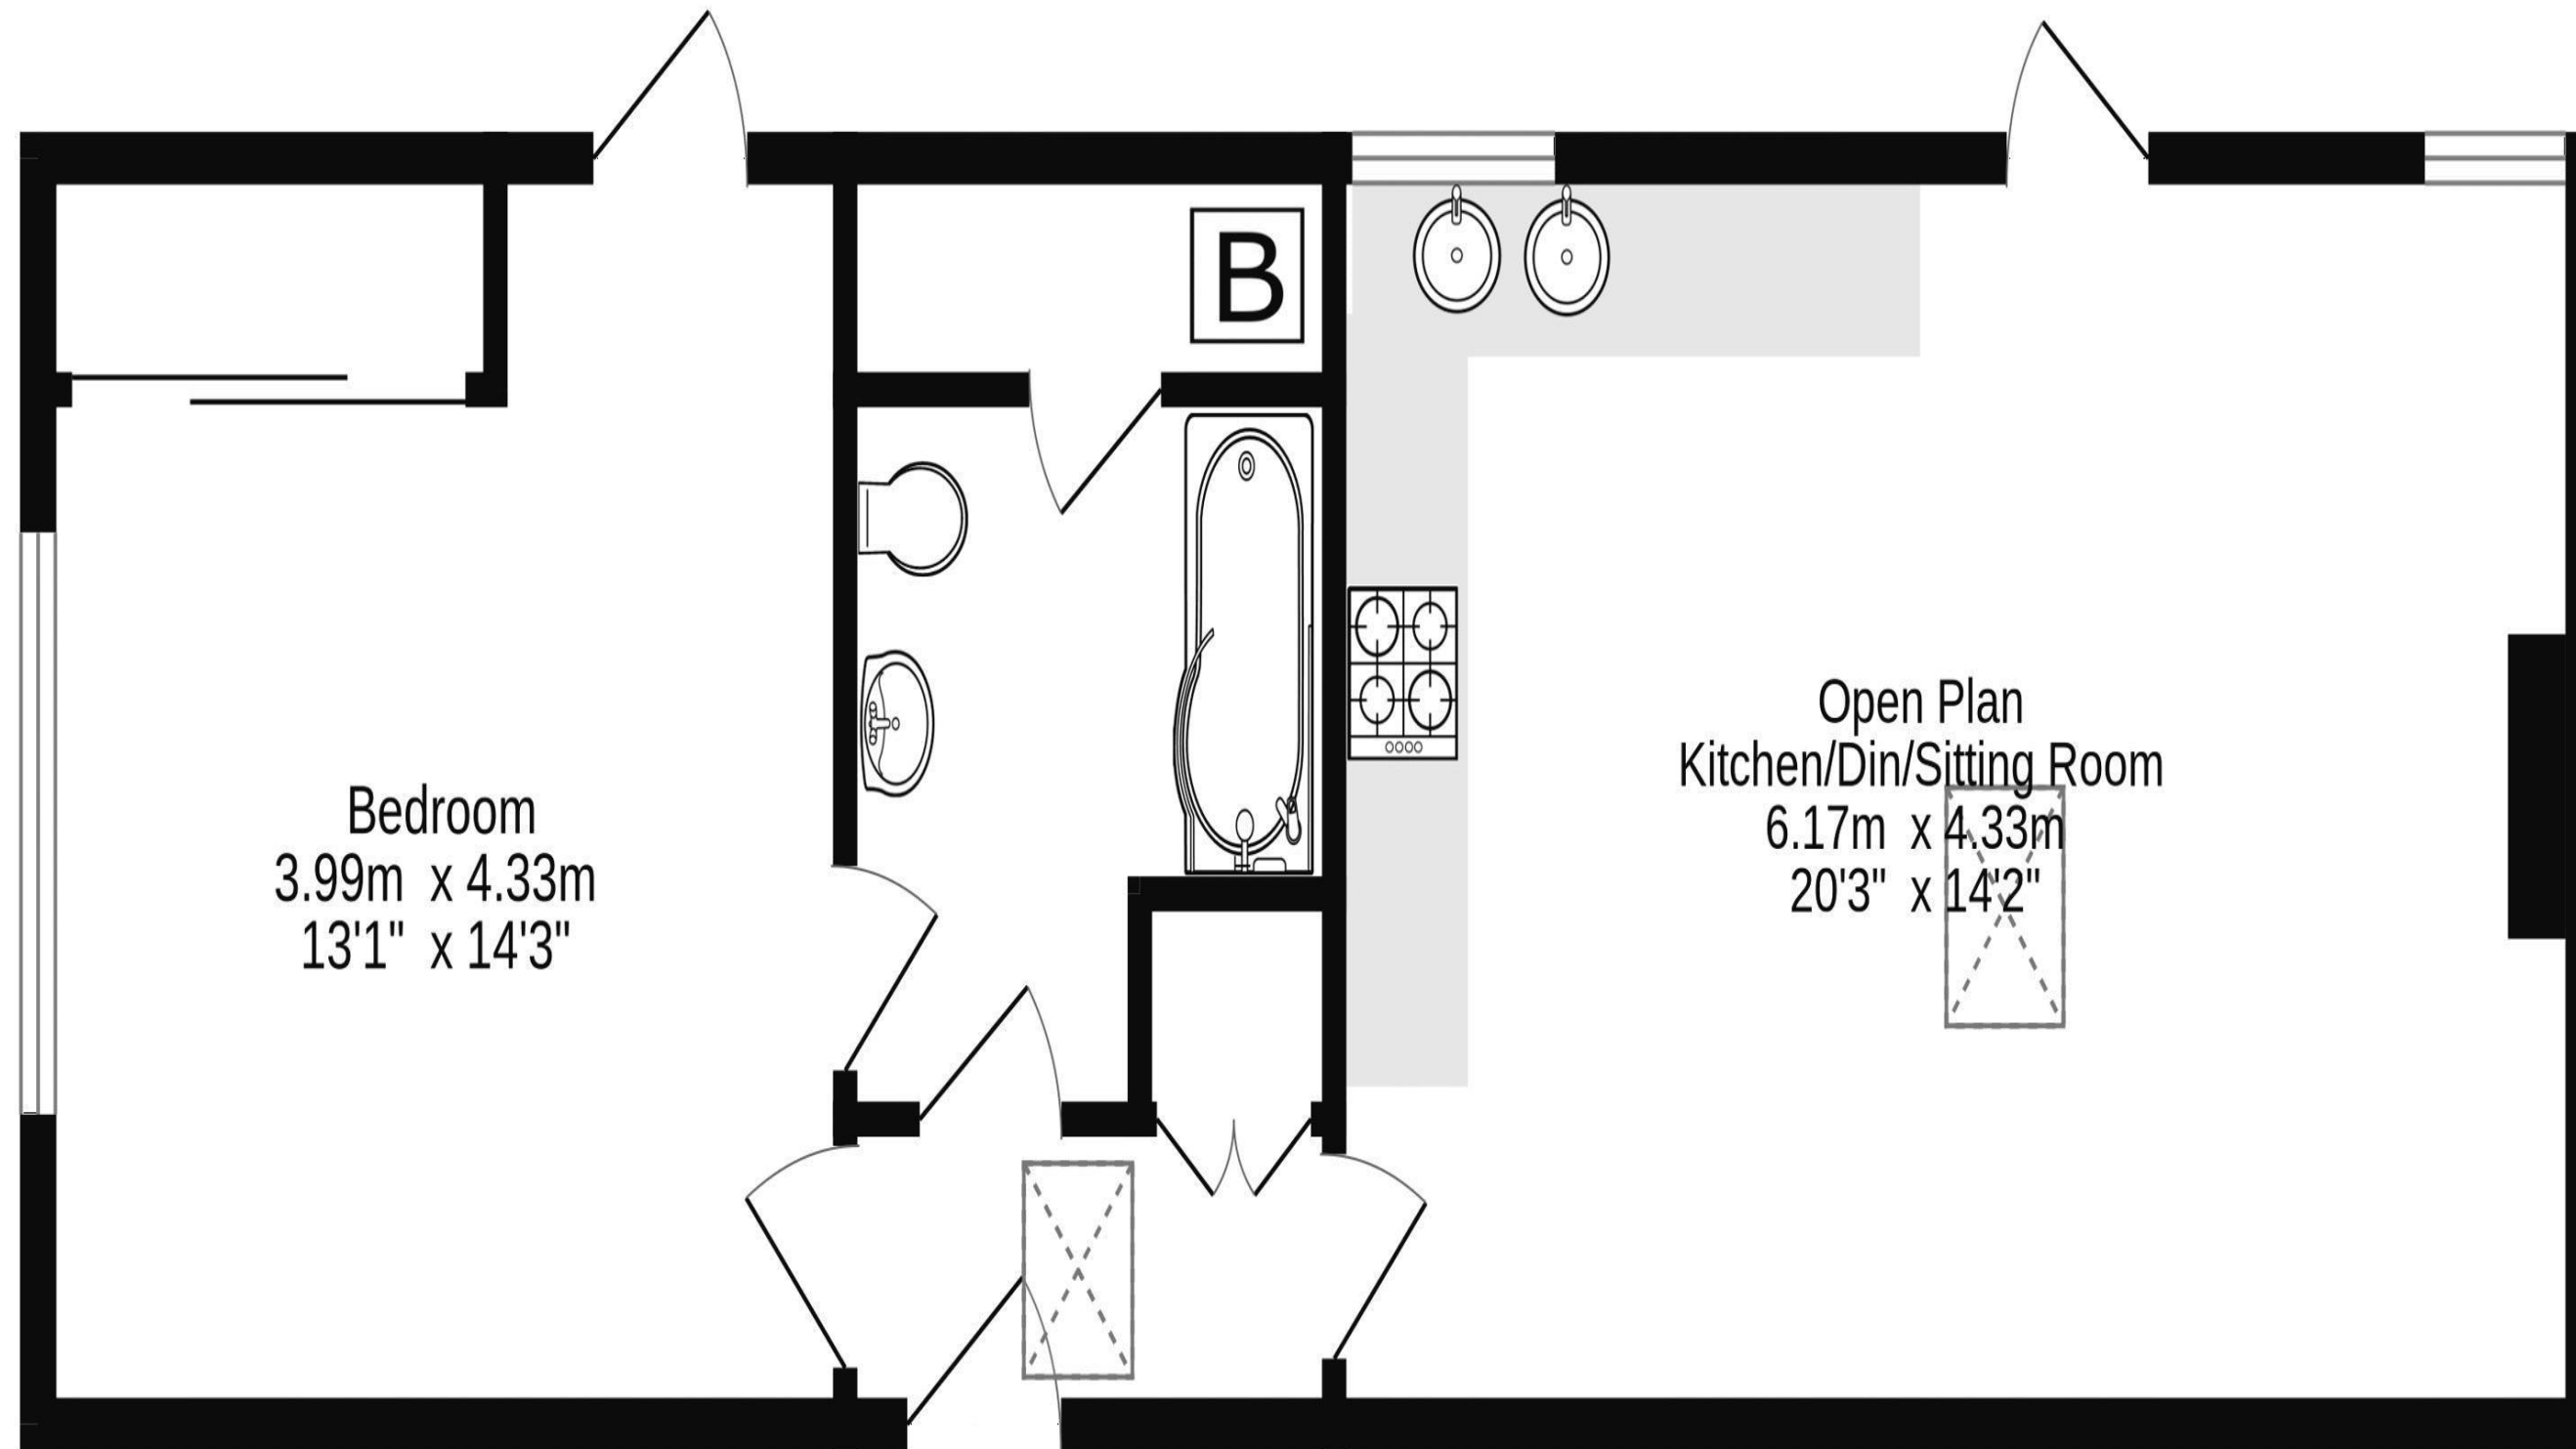 B
Bedroom
3.99m x 4.33m
13'1" x 14'3"
Open Plan
Kitchen/Din/Sitting Room
6.17m x 4.33m
20'3" x 14'2"